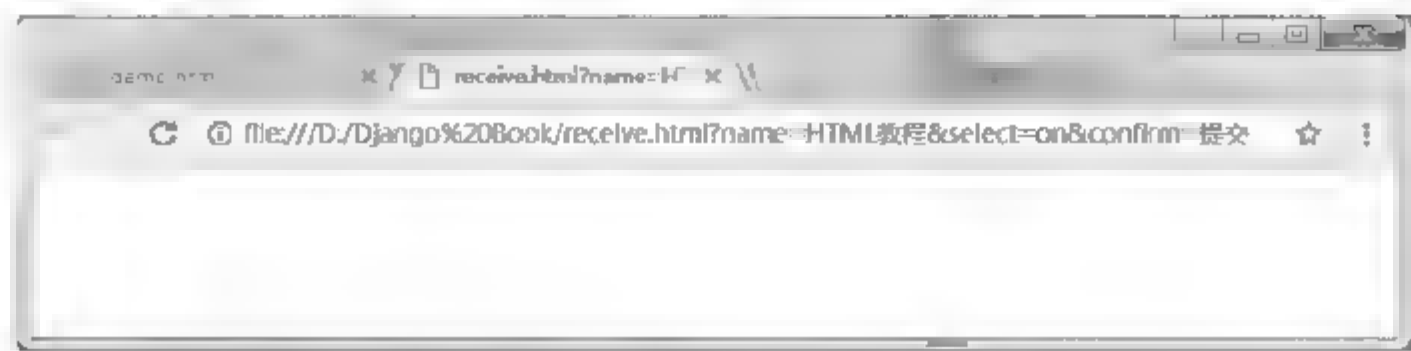 receive.html?name=H
file:///D:/Django%20Book/receive.html?name=HTML教程&select=on&confirm=提交